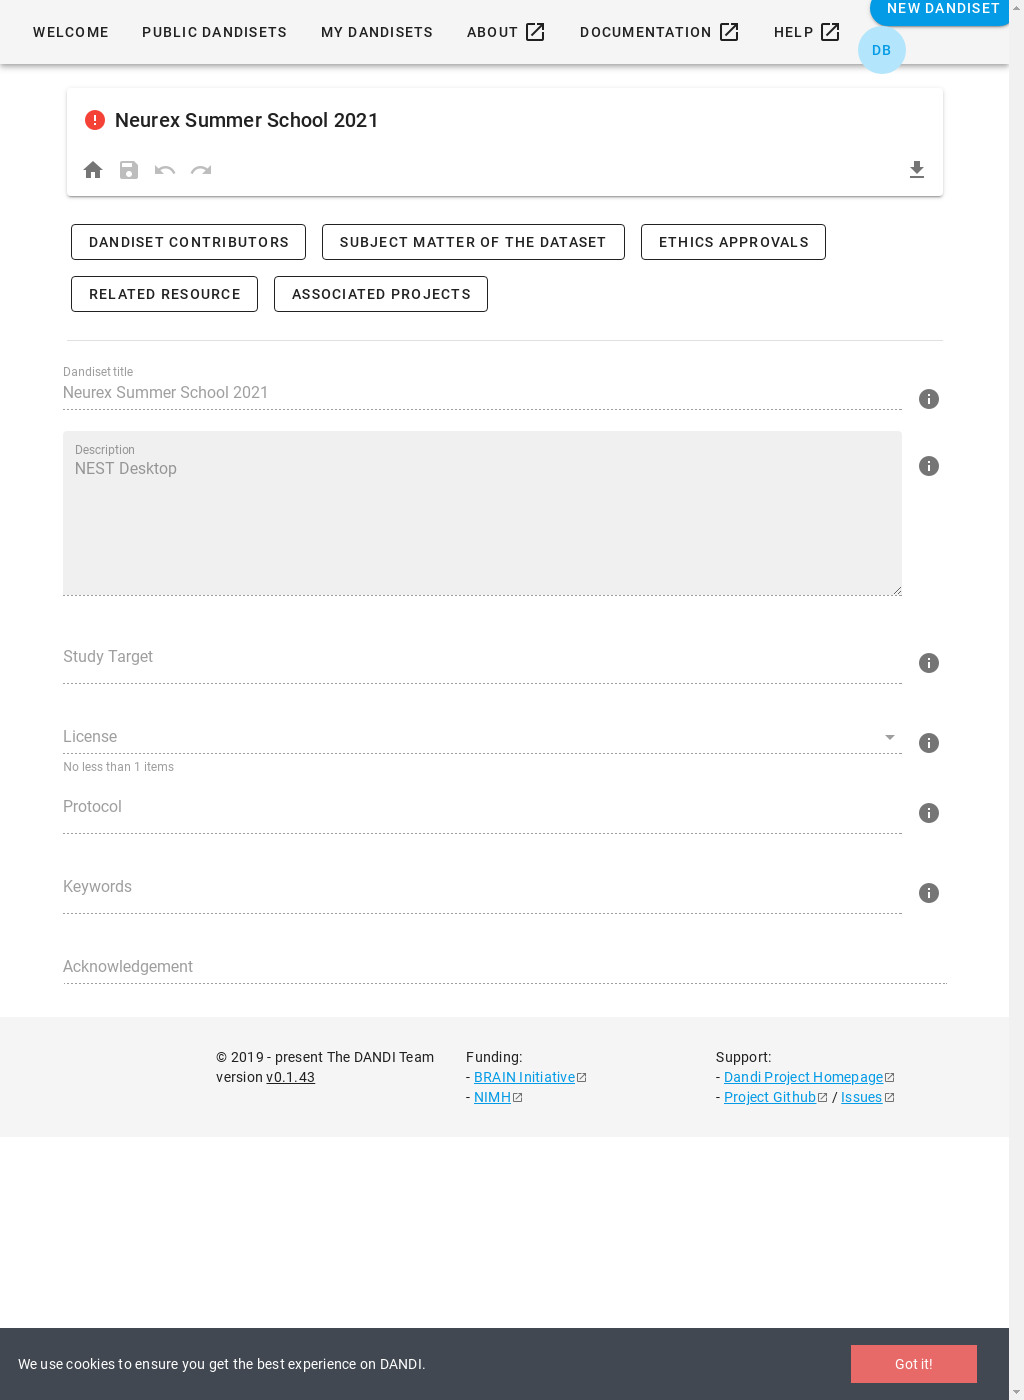 WELCOME PUBLIC DANDISETS MY DANDISETS ABOUT DOCUMENTATION HELP NEW DANDISET
DB
Neurex Summer School 2021
DANDISET CONTRIBUTORS SUBJECT MATTER OF THE DATASET ETHICS APPROVALS
RELATED RESOURCE ASSOCIATED PROJECTS
Dandiset title
Neurex Summer School 2021
Description
NEST Desktop
Study Target
License
No less than 1 items
Protocol
Keywords
Acknowledgement
© 2019 - present The DANDI Team
version v0.1.43
Funding:
- BRAIN Initiative
- NIMH
Support:
- Dandi Project Homepage
- Project Github / Issues
We use cookies to ensure you get the best experience on DANDI.
Got it!